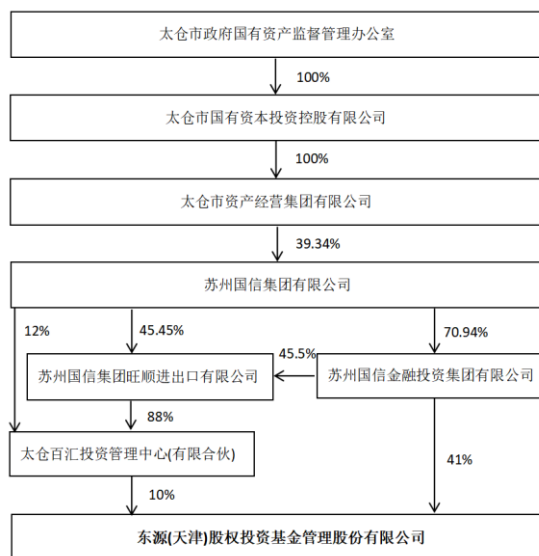 太仓市政府国有资产监督管理办公室
100%
太仓市国有资本投资控股有限公司
100%
太仓市资产经营集团有限公司
39.34%
苏州国信集团有限公司
12%
45.45%
70.94%
45.5%
苏州国信集团旺顺进出口有限公司
苏州国信金融投资集团有限公司
88%
太仓百汇投资管理中心(有限合伙)
41%
10%
东源(天津)股权投资基金管理股份有限公司